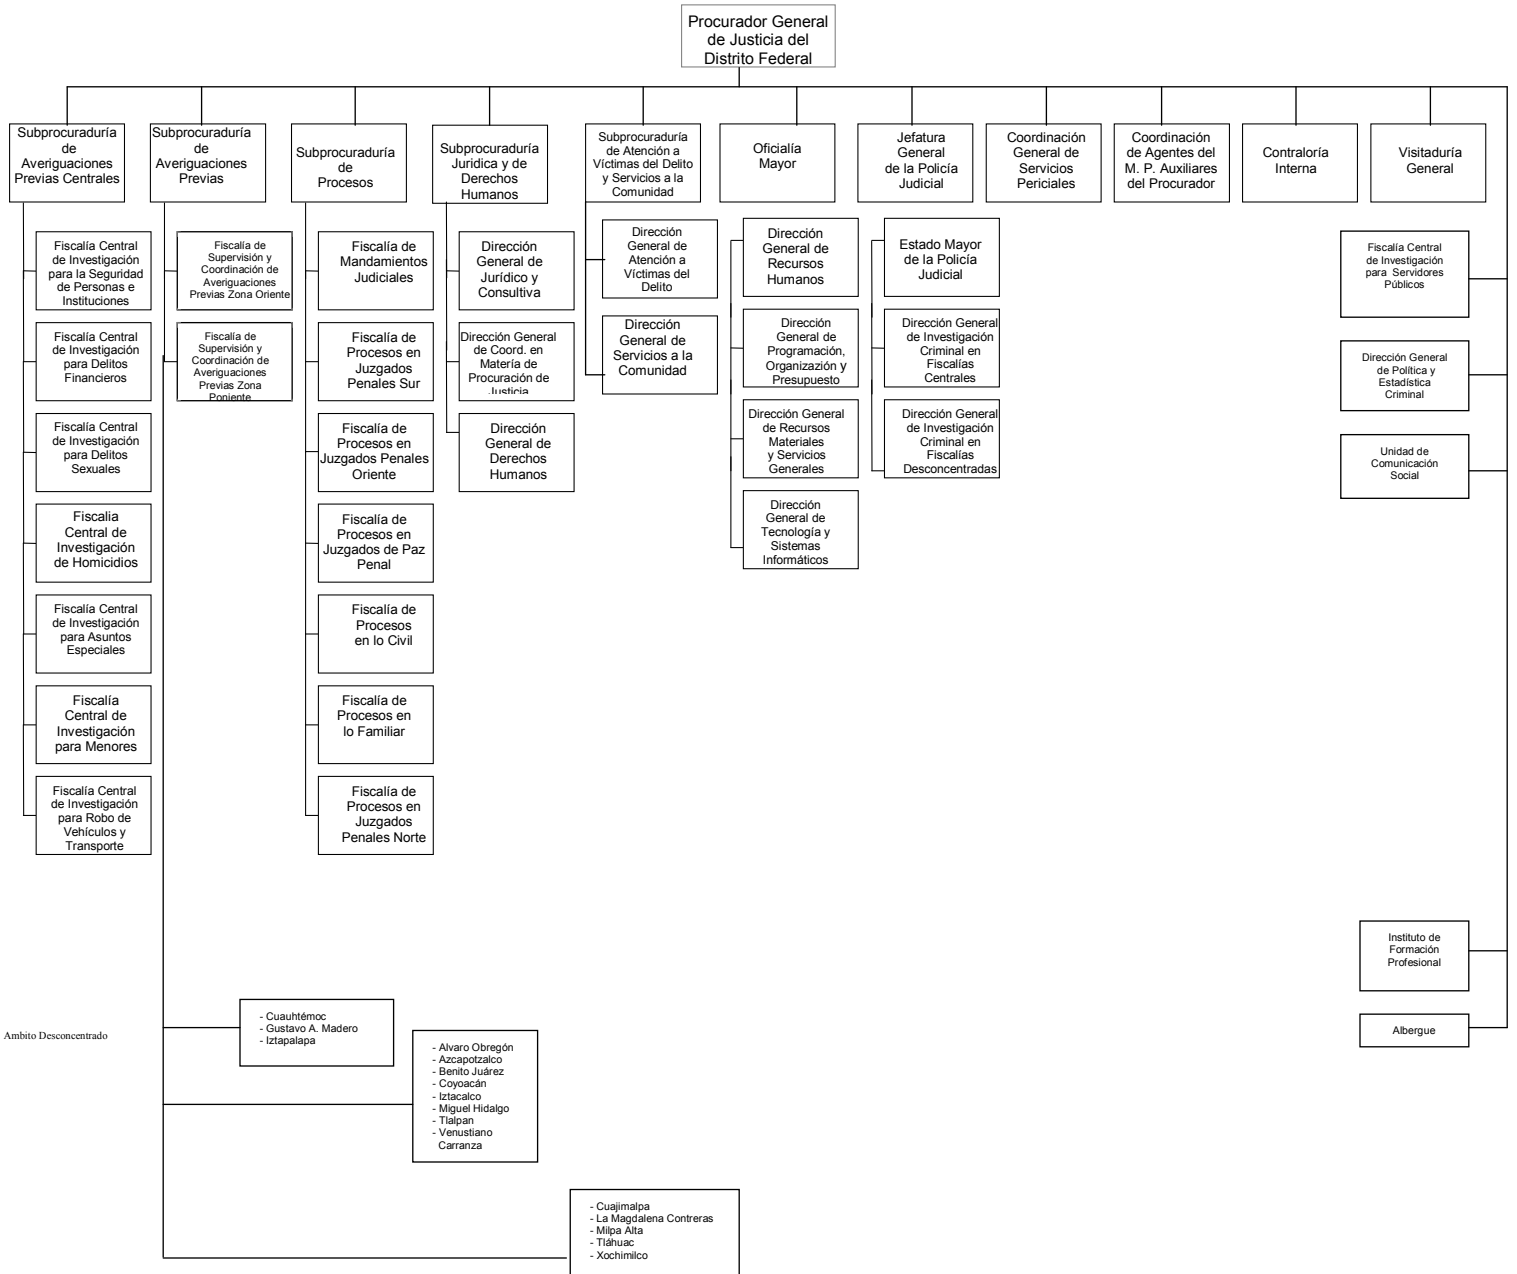 Procurador General
de Justicia del
Distrito Federal
Subprocuraduría
de
Averiguaciones
Previas Centrales
Subprocuraduría
de
Averiguaciones
Previas
Subprocuraduría
de
Procesos
Subprocuraduría
Juridica y de
Derechos
Humanos
Subprocuraduría
de Atención a
Víctimas del Delito
y Servicios a la
Comunidad
Oficialía
Mayor
Jefatura
General
de la Policía
Judicial
Coordinación
General de
Servicios
Periciales
Coordinación
de Agentes del
M. P. Auxiliares
del Procurador
Contraloría
Interna
Visitaduría
General
Fiscalía Central
de Investigación
para la Seguridad
de Personas e
Instituciones
Fiscalía Central
de Investigación
para Delitos
Financieros
Fiscalía Central
de Investigación
para Delitos
Sexuales
Fiscalia
Central de
Investigación
de Homicidios
Fiscalía Central
de Investigación
para Asuntos
Especiales
Fiscalía
Central de
Investigación
para Menores
Fiscalía Central
de Investigación
para Robo de
Vehículos y
Transporte
Fiscalía de
Supervisión y
Coordinación de
Averiguaciones
Previas Zona Oriente
Fiscalía de
Supervisión y
Coordinación de
Averiguaciones
Previas Zona
Poniente
Fiscalía de
Mandamientos
Judiciales
Fiscalía de
Procesos en
Juzgados
Penales Sur
Fiscalía de
Procesos en
Juzgados Penales
Oriente
Fiscalía de
Procesos en
Juzgados de Paz
Penal
Fiscalía de
Procesos
en lo Civil
Fiscalía de
Procesos en
lo Familiar
Fiscalía de
Procesos en
Juzgados
Penales Norte
Dirección
General de
Jurídico y
Consultiva
Dirección General
de Coord. en
Matería de
Procuración de
Justicia
Dirección
General de
Derechos
Humanos
Dirección
General de
Atención a
Víctimas del
Delito
Dirección
General de
Servicios a la
Comunidad
Dirección
General de
Recursos
Humanos
Dirección
General de
Programación,
Organización y
Presupuesto
Dirección General
de Recursos
Materiales
y Servicios
Generales
Dirección
General de
Tecnología y
Sistemas
Informáticos
Estado Mayor
de la Policía
Judicial
Dirección General
de Investigación
Criminal en
Fiscalías
Centrales
Dirección General
de Investigación
Criminal en
Fiscalías
Desconcentradas
Fiscalía Central
de Investigación
para Servidores
Públicos
Dirección General
de Política y
Estadística
Criminal
Unidad de
Comunicación
Social
Instituto de
Formación
Profesional
Albergue
Ambito Desconcentrado
- Cuauhtémoc
- Gustavo A. Madero
- Iztapalapa
- Alvaro Obregón
- Azcapotzalco
- Benito Juárez
- Coyoacán
- Iztacalco
- Miguel Hidalgo
- Tlalpan
- Venustiano
Carranza
- Cuajimalpa
- La Magdalena Contreras
- Milpa Alta
- Tláhuac
- Xochimilco